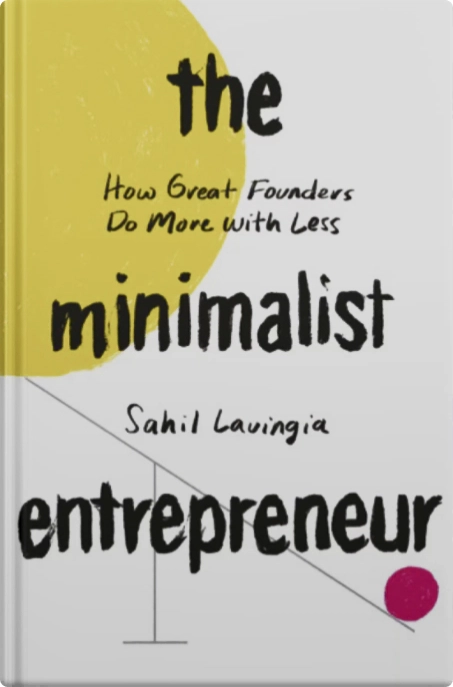 the
How Great Founders
Do More with Less
minimalist
Sahil Lavingia
entrepreneur